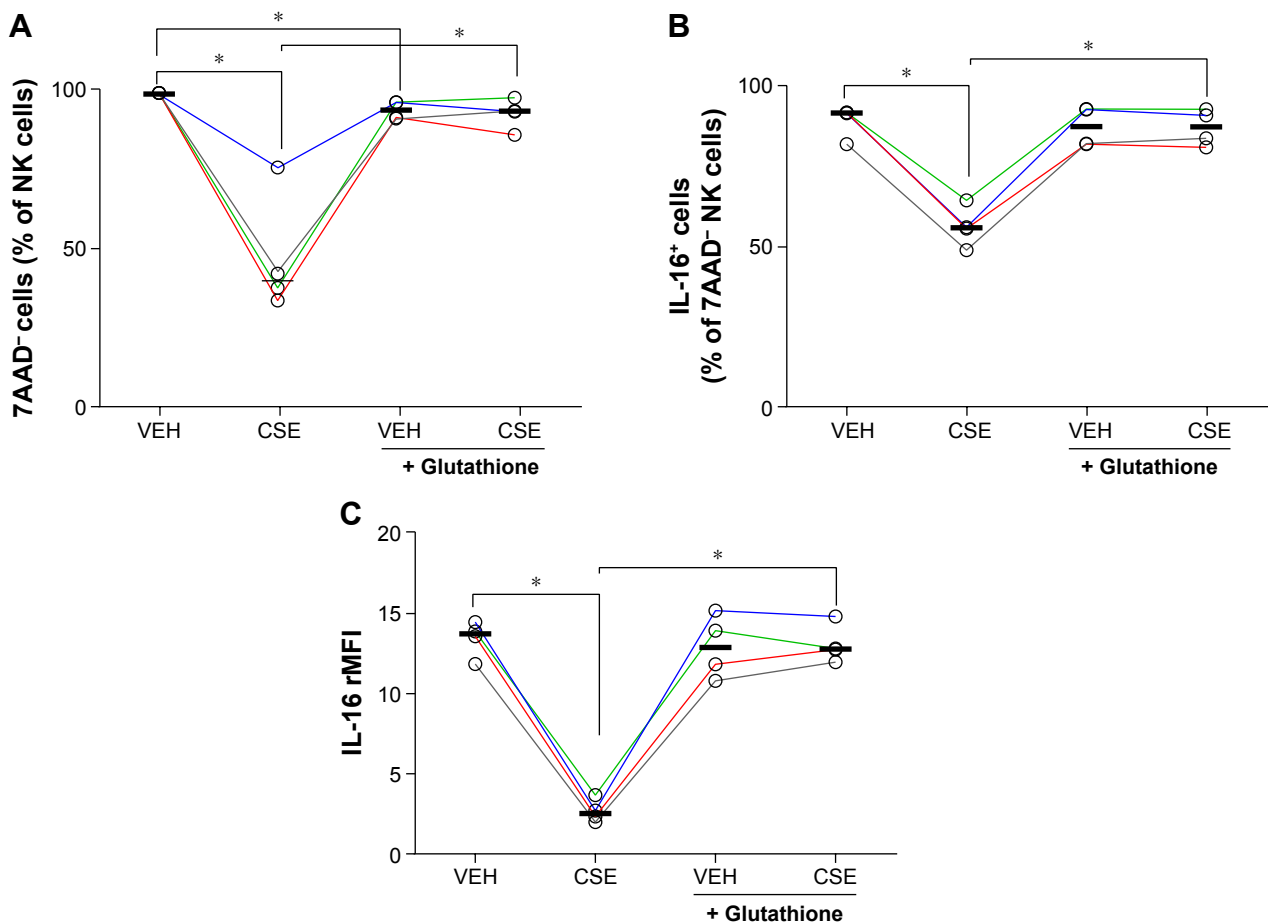 A
*
*
*
100
50
0
7AAD⁻ cells (% of NK cells)
VEH
CSE
VEH
CSE
+ Glutathione
B
*
*
100
50
0
IL-16⁺ cells
(% of 7AAD⁻ NK cells)
VEH
CSE
VEH
CSE
+ Glutathione
C
*
*
20
15
10
5
0
IL-16 rMFI
VEH
CSE
VEH
CSE
+ Glutathione